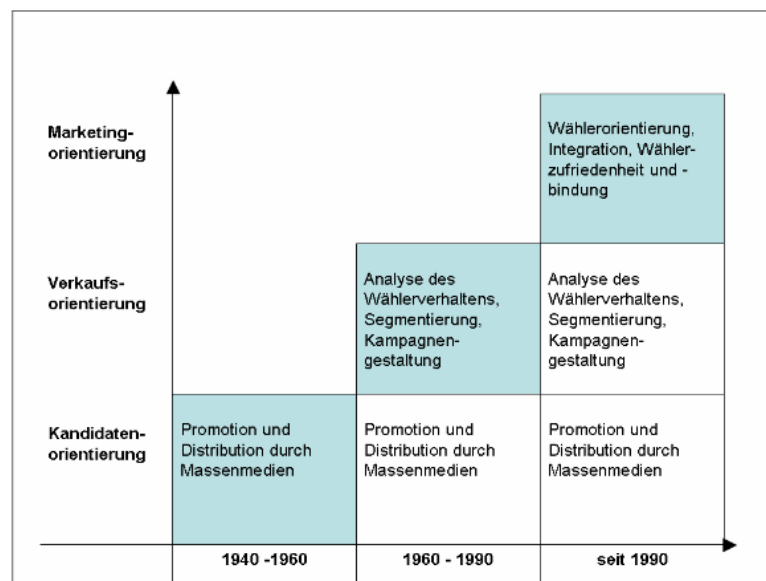 Marketing-
orientierung
Wählerorientierung,
Integration, Wähler-
zufriedenheit und -
bindung
Verkaufs-
orientierung
Analyse des
Wählerverhaltens,
Segmentierung,
Kampagnen-
gestaltung
Analyse des
Wählerverhaltens,
Segmentierung,
Kampagnen-
gestaltung
Kandidaten-
orientierung
Promotion und
Distribution durch
Massenmedien
Promotion und
Distribution durch
Massenmedien
Promotion und
Distribution durch
Massenmedien
1940 -1960
1960 - 1990
seit 1990